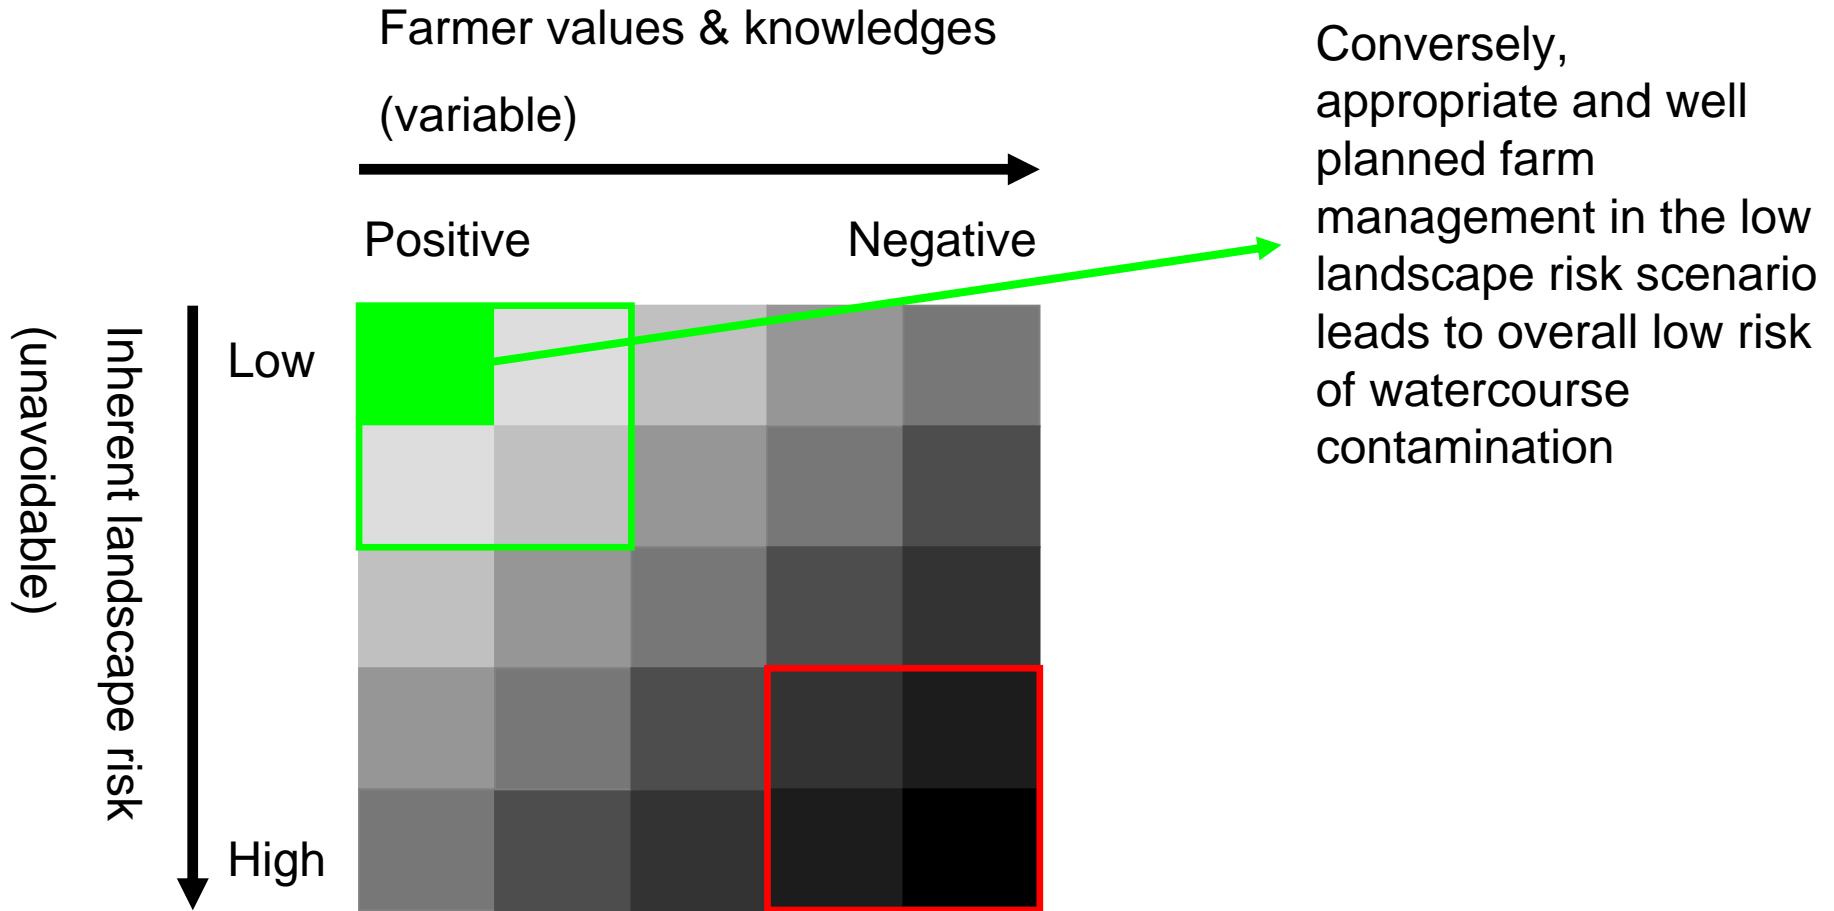 Farmer values & knowledges
(variable)
Positive
Negative
Inherent landscape risk
(unavoidable)
Low
High
Conversely,
appropriate and well
planned farm
management in the low
landscape risk scenario
leads to overall low risk
of watercourse
contamination